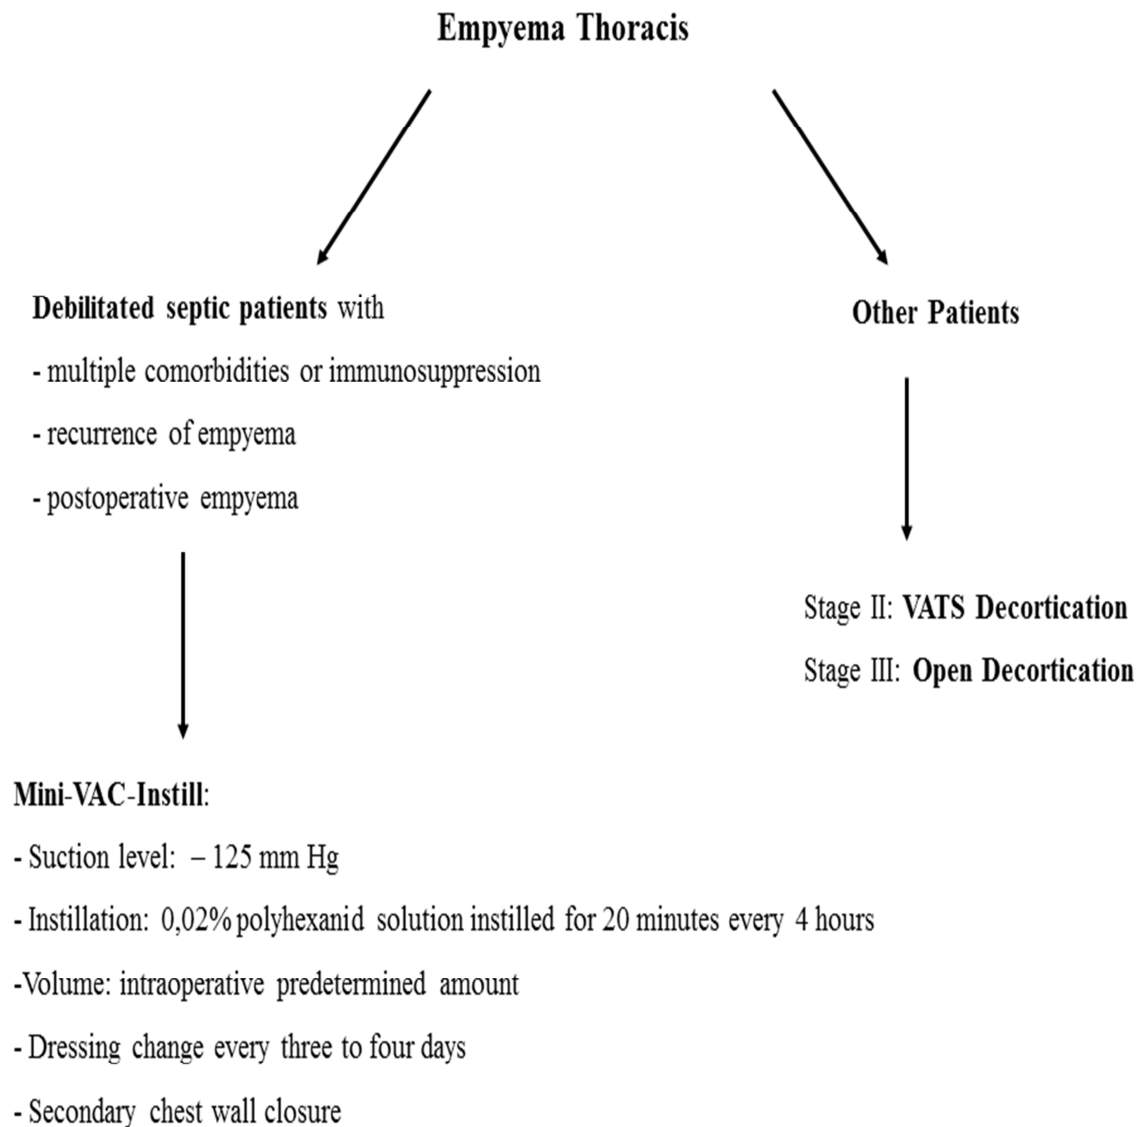 Empyema Thoracis
Debilitated septic patients with
- multiple comorbidities or immunosuppression
- recurrence of empyema
- postoperative empyema
Other Patients
Stage II: VATS Decortication
Stage III: Open Decortication
Mini-VAC-Instill:
- Suction level: – 125 mm Hg
- Instillation: 0,02% polyhexanid solution instilled for 20 minutes every 4 hours
-Volume: intraoperative predetermined amount
- Dressing change every three to four days
- Secondary chest wall closure